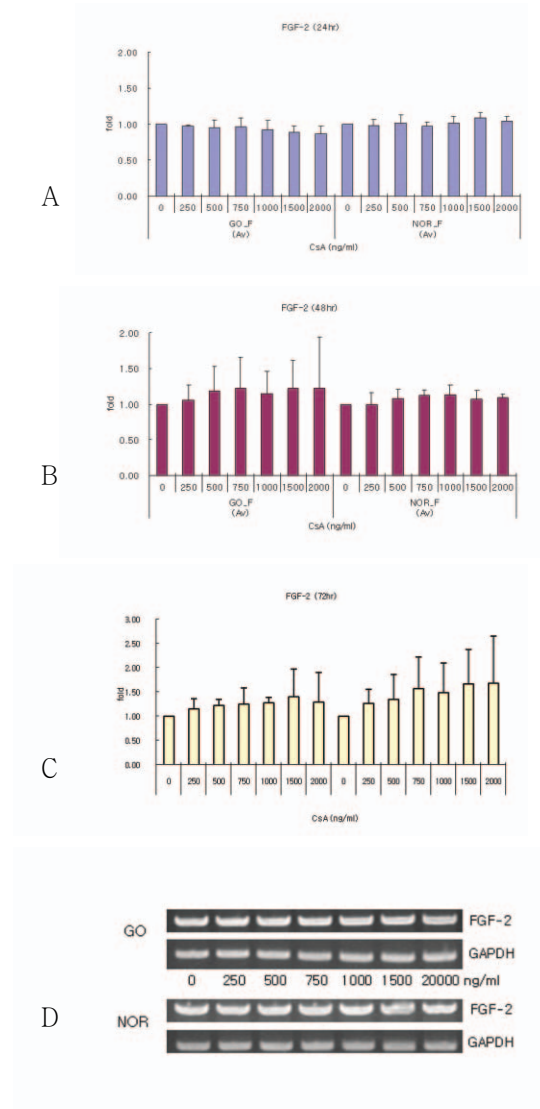 FGF-2 (24hr)
2.00
1.50
1.00
0.50
0.00
fold
0 250 500 750 1000 1500 2000 0 250 500 750 1000 1500 2000
GO_F NOR_F
(Av) (Av)
CsA (ng/ml)
A
FGF-2 (48hr)
2.00
1.50
1.00
0.50
0.00
fold
0 250 500 750 1000 1500 2000 0 250 500 750 1000 1500 2000
GO_F NOR_F
(Av) (Av)
CsA (ng/ml)
B
FGF-2 (72hr)
3.00
2.50
2.00
1.50
1.00
0.50
0.00
fold
0 250 500 750 1000 1500 2000 0 250 500 750 1000 1500 2000
CsA (ng/ml)
C
GO
FGF-2
GAPDH
0 250 500 750 1000 1500 20000 ng/ml
D
NOR
FGF-2
GAPDH